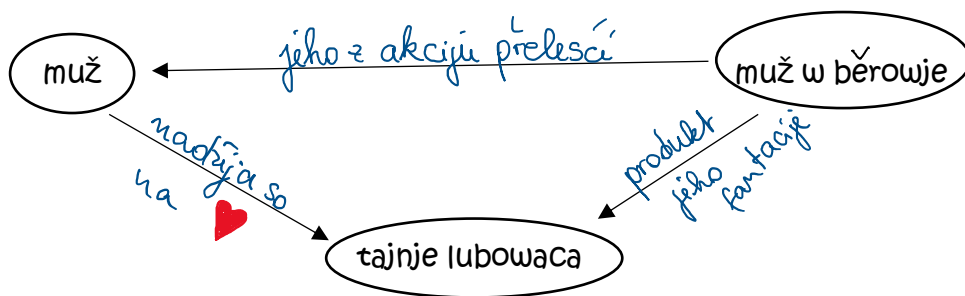 muž
jeho z akciju přelesći
muž w běrowje
nadźija so
na
produkt
jeho
fantazije
tajnje lubowaca